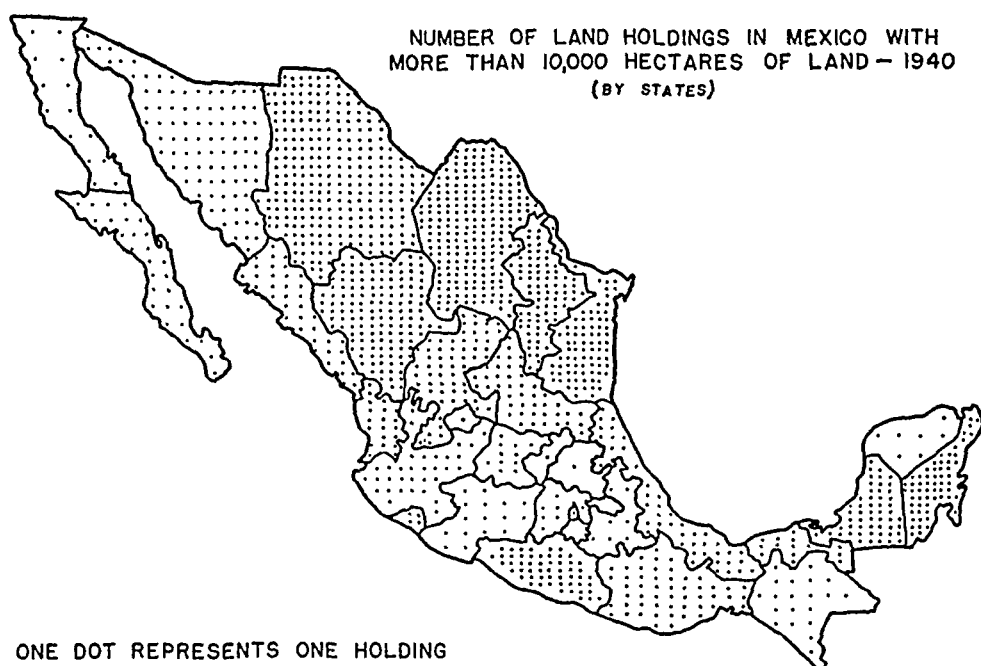 NUMBER OF LAND HOLDINGS IN MEXICO WITH
MORE THAN 10,000 HECTARES OF LAND – 1940
(BY STATES)
ONE DOT REPRESENTS ONE HOLDING